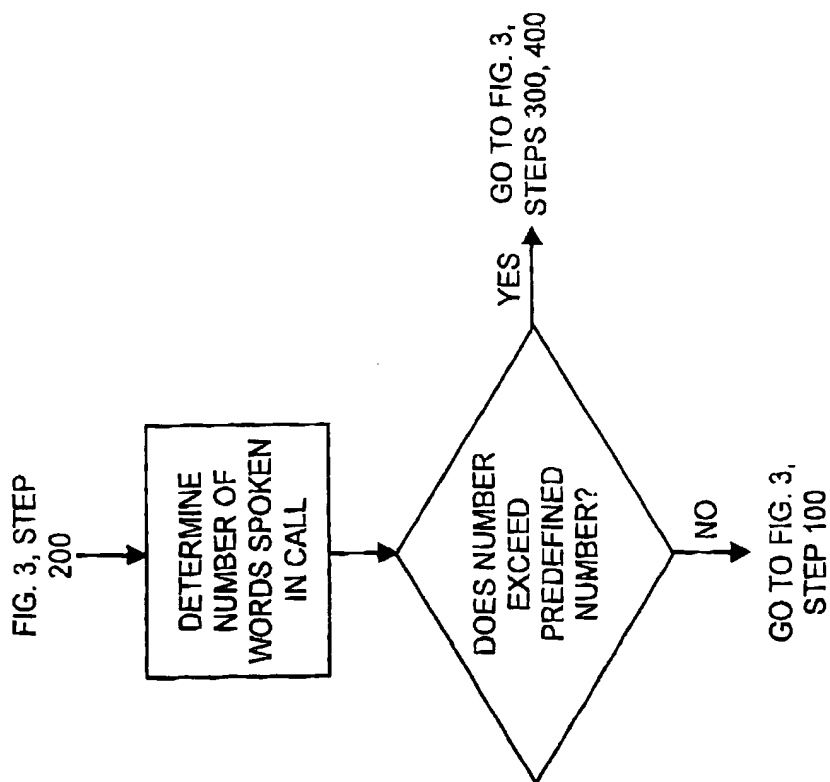 FIG. 3, STEP
200
DETERMINE
NUMBER OF
WORDS SPOKEN
IN CALL
DOES NUMBER
EXCEED
PREDEFINED
NUMBER?
YES
GO TO FIG. 3,
STEPS 300, 400
NO
GO TO FIG. 3,
STEP 100